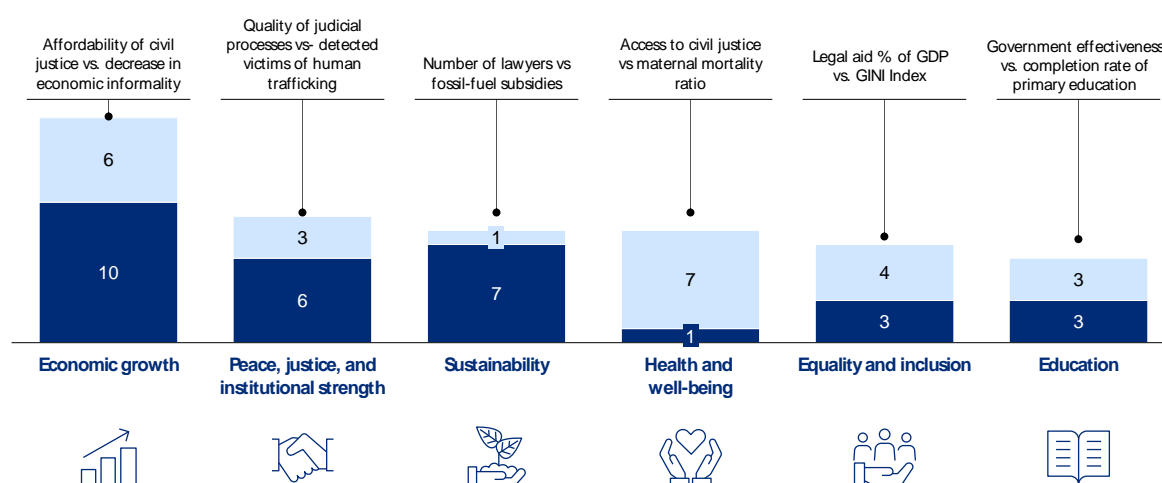 Affordability of civil
justice vs. decrease in
economic informality
Quality of judicial
processes vs- detected
victims of human
trafficking
Number of lawyers vs
fossil-fuel subsidies
Access to civil justice
vs maternal mortality
ratio
Legal aid % of GDP
vs. GINI Index
Government effectiveness
vs. completion rate of
primary education
6
10
3
6
1
7
7
1
4
3
3
3
Economic growth
Peace, justice, and
institutional strength
Sustainability
Health and
well-being
Equality and inclusion
Education